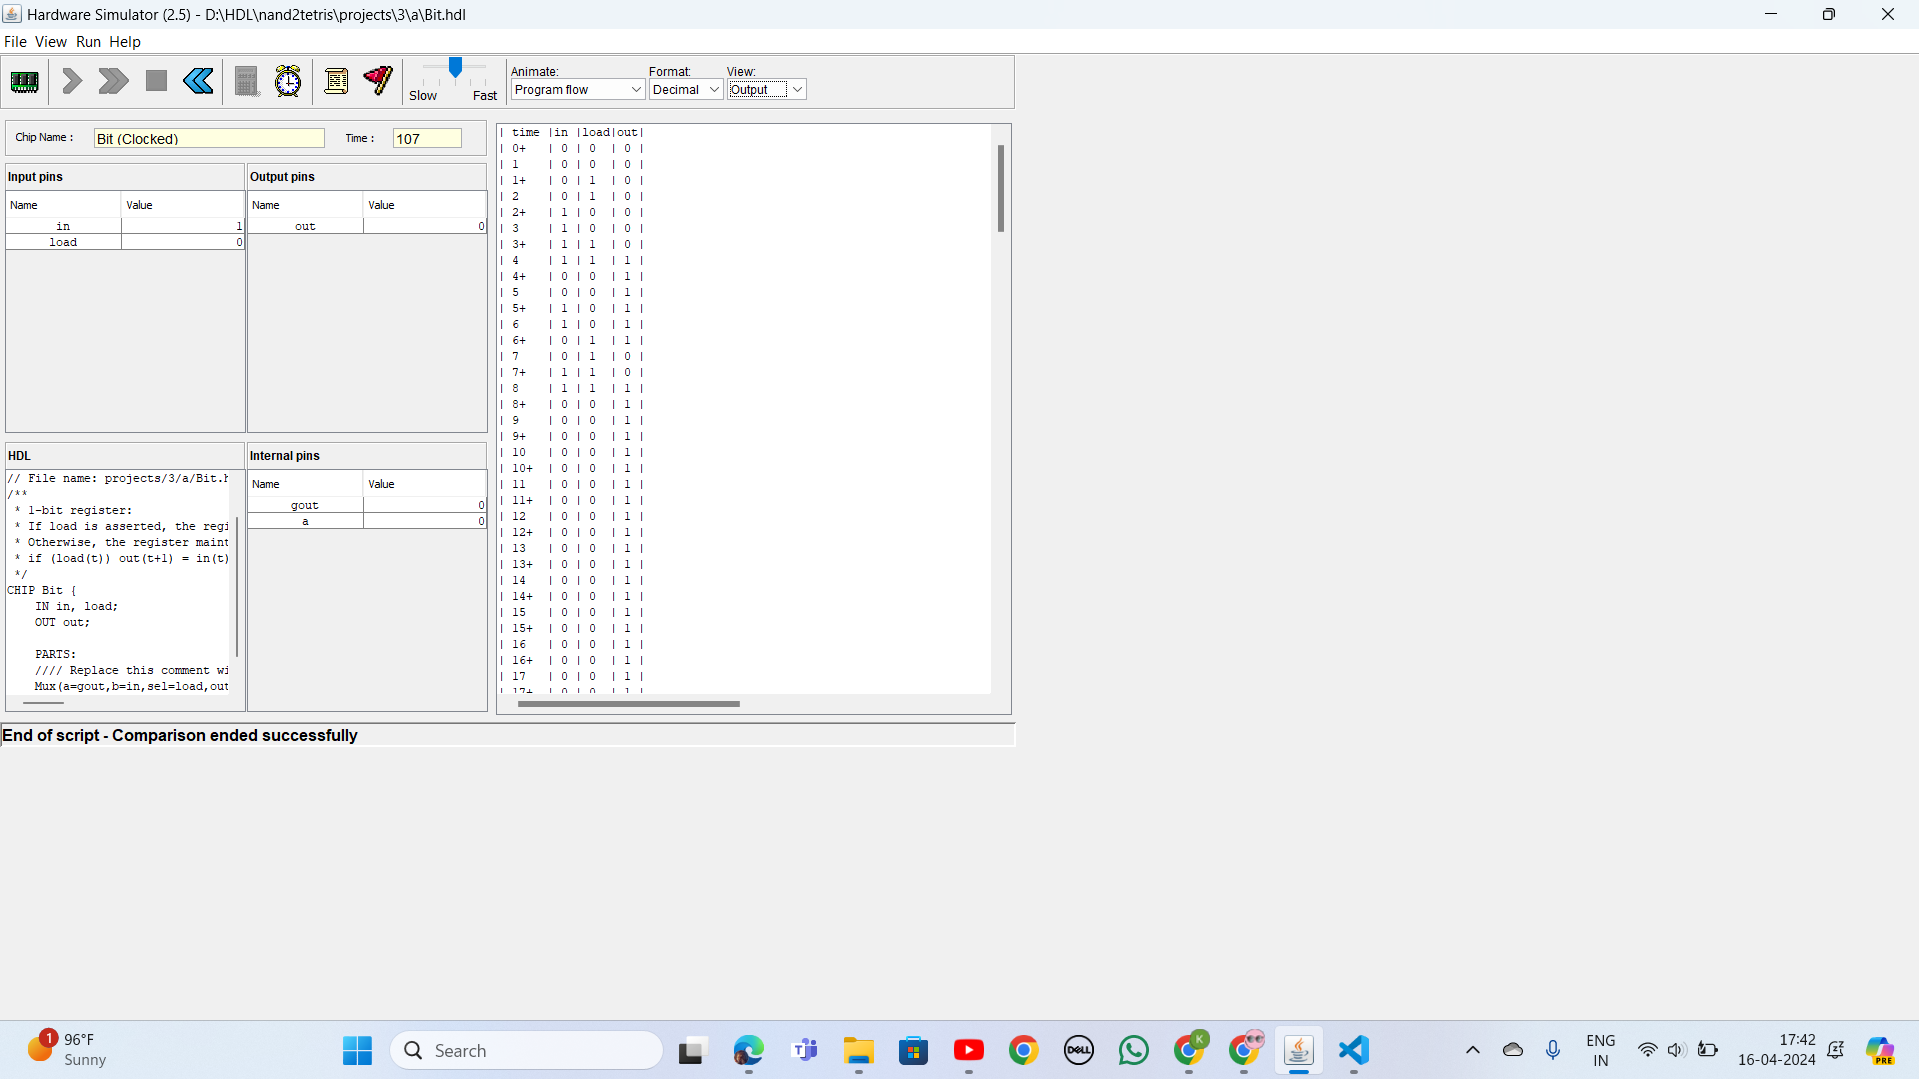 Hardware Simulator (2.5) - D:\HDL\nand2tetris\projects\3\a\Bit.hdl
File View Run Help
Slow Fast
Animate: Format: View:
Program flow Decimal Output
Chip Name : Bit (Clocked) Time : 107
Input pins
Name Value
in 1
load 0
Output pins
Name Value
out 0
HDL
// File name: projects/3/a/Bit.h
/**
* 1-bit register:
* If load is asserted, the regi
* Otherwise, the register maint
* if (load(t)) out(t+1) = in(t)
*/
CHIP Bit {
IN in, load;
OUT out;
PARTS:
//// Replace this comment wi
Mux(a=gout,b=in,sel=load,out
Internal pins
Name Value
gout 0
a 0
| time |in |load|out|
| 0+ | 0 | 0 | 0 |
| 1 | 0 | 0 | 0 |
| 1+ | 0 | 1 | 0 |
| 2 | 0 | 1 | 0 |
| 2+ | 1 | 0 | 0 |
| 3 | 1 | 0 | 0 |
| 3+ | 1 | 1 | 0 |
| 4 | 1 | 1 | 1 |
| 4+ | 0 | 0 | 1 |
| 5 | 0 | 0 | 1 |
| 5+ | 1 | 0 | 1 |
| 6 | 1 | 0 | 1 |
| 6+ | 0 | 1 | 1 |
| 7 | 0 | 1 | 0 |
| 7+ | 1 | 1 | 0 |
| 8 | 1 | 1 | 1 |
| 8+ | 0 | 0 | 1 |
| 9 | 0 | 0 | 1 |
| 9+ | 0 | 0 | 1 |
| 10 | 0 | 0 | 1 |
| 10+ | 0 | 0 | 1 |
| 11 | 0 | 0 | 1 |
| 11+ | 0 | 0 | 1 |
| 12 | 0 | 0 | 1 |
| 12+ | 0 | 0 | 1 |
| 13 | 0 | 0 | 1 |
| 13+ | 0 | 0 | 1 |
| 14 | 0 | 0 | 1 |
| 14+ | 0 | 0 | 1 |
| 15 | 0 | 0 | 1 |
| 15+ | 0 | 0 | 1 |
| 16 | 0 | 0 | 1 |
| 16+ | 0 | 0 | 1 |
| 17 | 0 | 0 | 1 |
| 17+ | 0 | 0 | 1 |
End of script - Comparison ended successfully
1
96°F
Sunny
Search
DELL
K
ENG
IN
17:42
16-04-2024
PRE